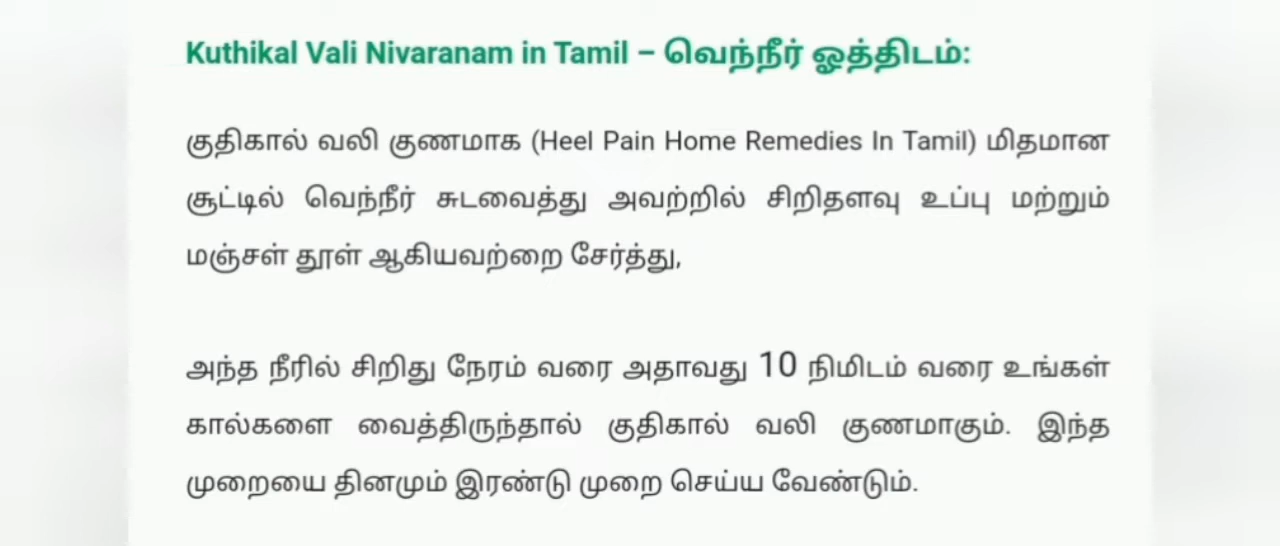 Kuthikal Vali Nivaranam in Tamil – வெந்நீர் ஒத்திடம்:
குதிகால் வலி குணமாக (Heel Pain Home Remedies In Tamil) மிதமான
சூட்டில் வெந்நீர் சுடவைத்து அவற்றில் சிறிதளவு உப்பு மற்றும்
மஞ்சள் தூள் ஆகியவற்றை சேர்த்து,
அந்த நீரில் சிறிது நேரம் வரை அதாவது 10 நிமிடம் வரை உங்கள்
கால்களை வைத்திருந்தால் குதிகால் வலி குணமாகும். இந்த
முறையை தினமும் இரண்டு முறை செய்ய வேண்டும்.